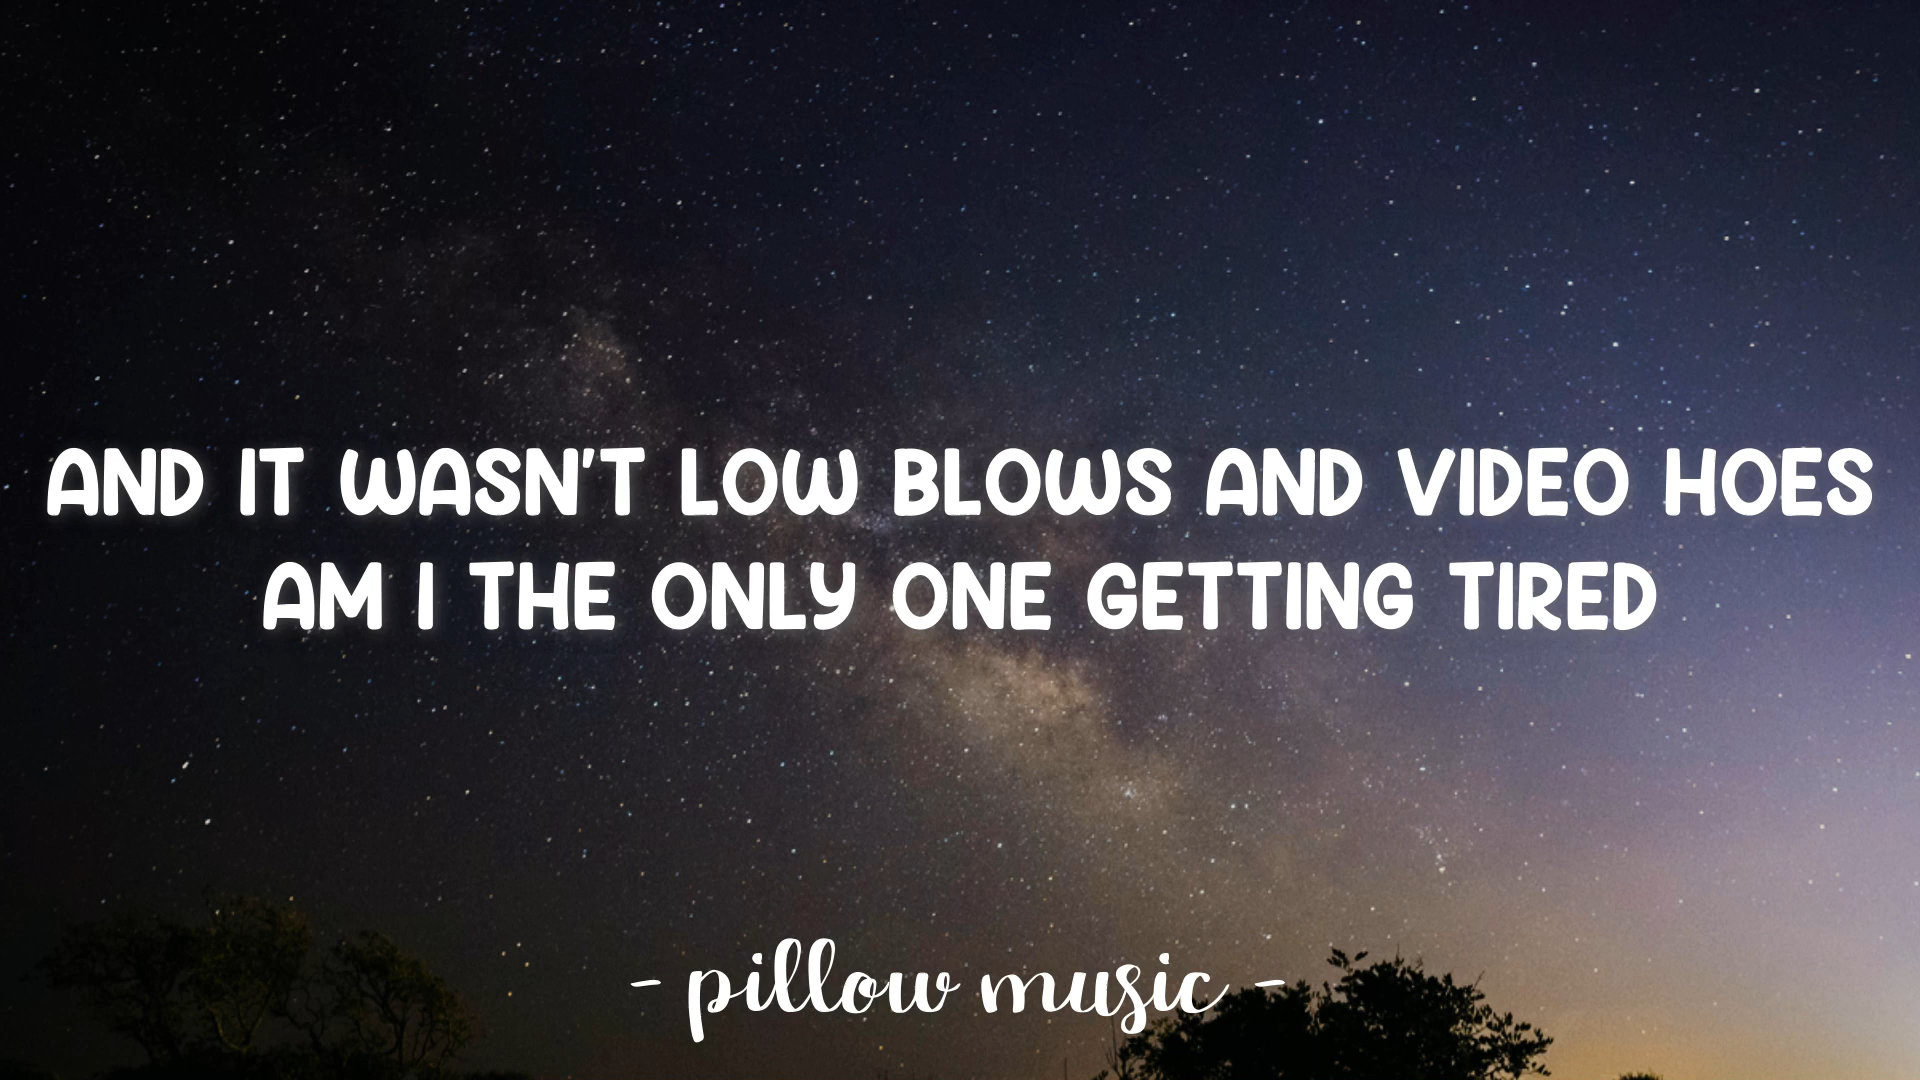 AND IT WASN'T LOW BLOWS AND VIDEO HOES
AM I THE ONLY ONE GETTING TIRED
- pillow music -